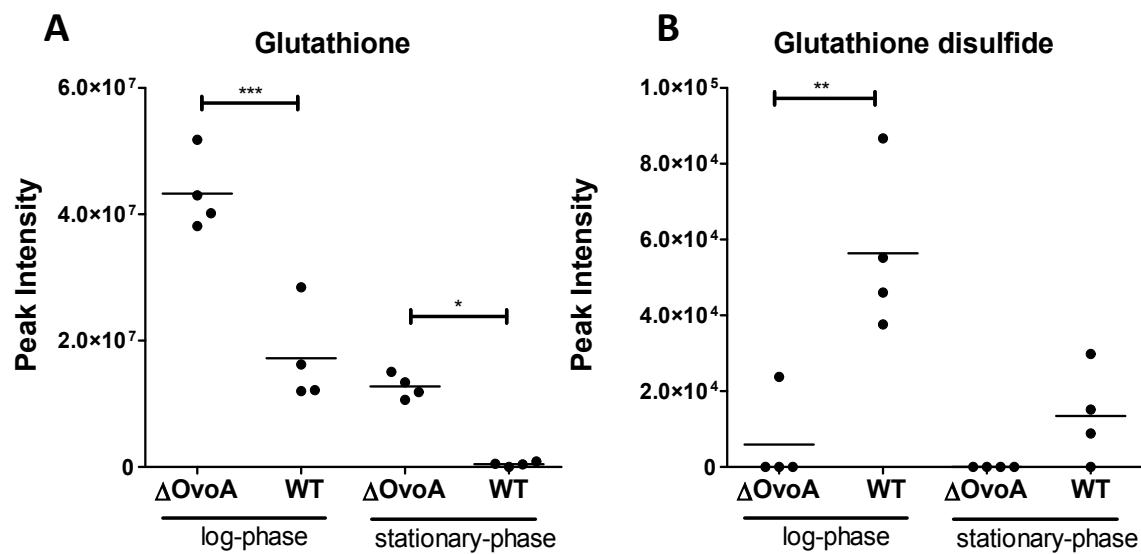 A
Glutathione
Peak Intensity
6.0×10⁷
4.0×10⁷
2.0×10⁷
0
***
*
ΔOvoA WT ΔOvoA WT
log-phase stationary-phase
B
Glutathione disulfide
Peak Intensity
1.0×10⁵
8.0×10⁴
6.0×10⁴
4.0×10⁴
2.0×10⁴
0
**
ΔOvoA WT ΔOvoA WT
log-phase stationary-phase